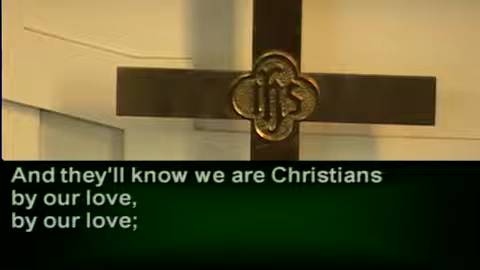 IHS
And they'll know we are Christians
by our love,
by our love;